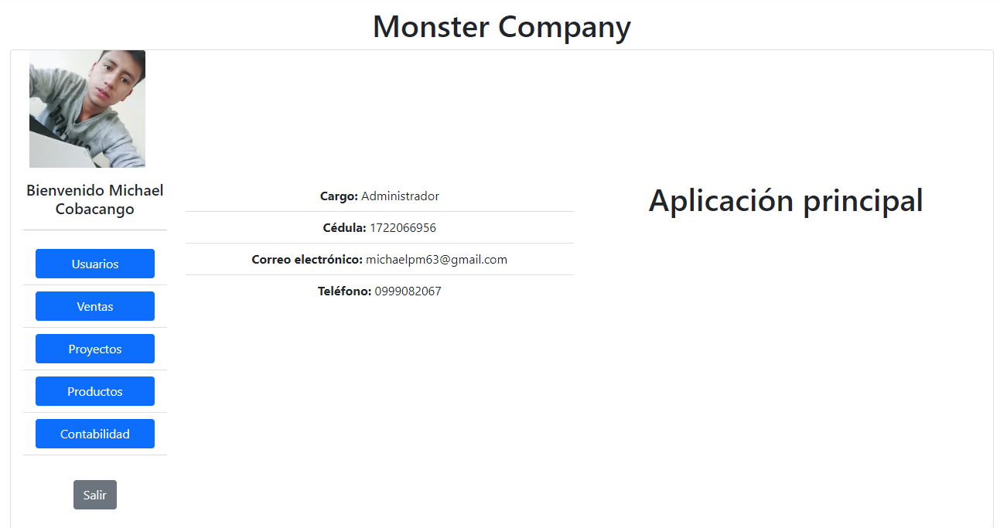 Monster Company
Bienvenido Michael
Cobacango
Usuarios
Ventas
Proyectos
Productos
Contabilidad
Salir
Cargo: Administrador
Cédula: 1722066956
Correo electrónico: michaelpm63@gmail.com
Teléfono: 0999082067
Aplicación principal